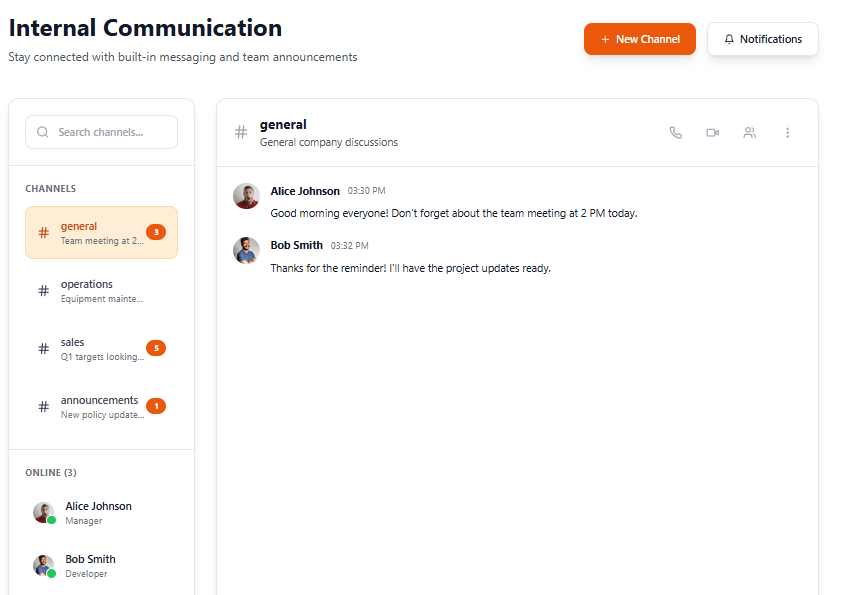 Internal Communication
Stay connected with built-in messaging and team announcements
New Channel
Notifications
Search channels...
CHANNELS
general
Team meeting at 2...
3
operations
Equipment mainte...
sales
Q1 targets looking...
5
announcements
New policy update...
1
ONLINE (3)
Alice Johnson
Manager
Bob Smith
Developer
general
General company discussions
Alice Johnson 03:30 PM
Good morning everyone! Don't forget about the team meeting at 2 PM today.
Bob Smith 03:32 PM
Thanks for the reminder! I'll have the project updates ready.